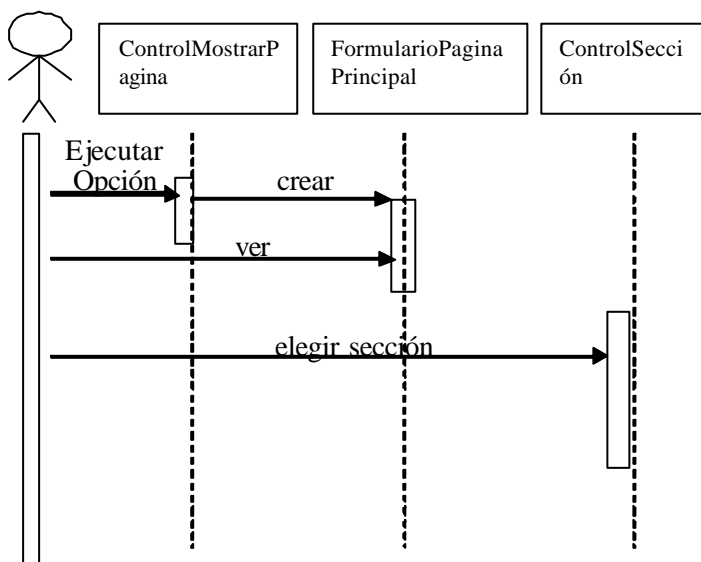 ControlMostrarP
agina
FormularioPagina
Principal
ControlSecci
ón
Ejecutar
Opción
crear
ver
elegir sección